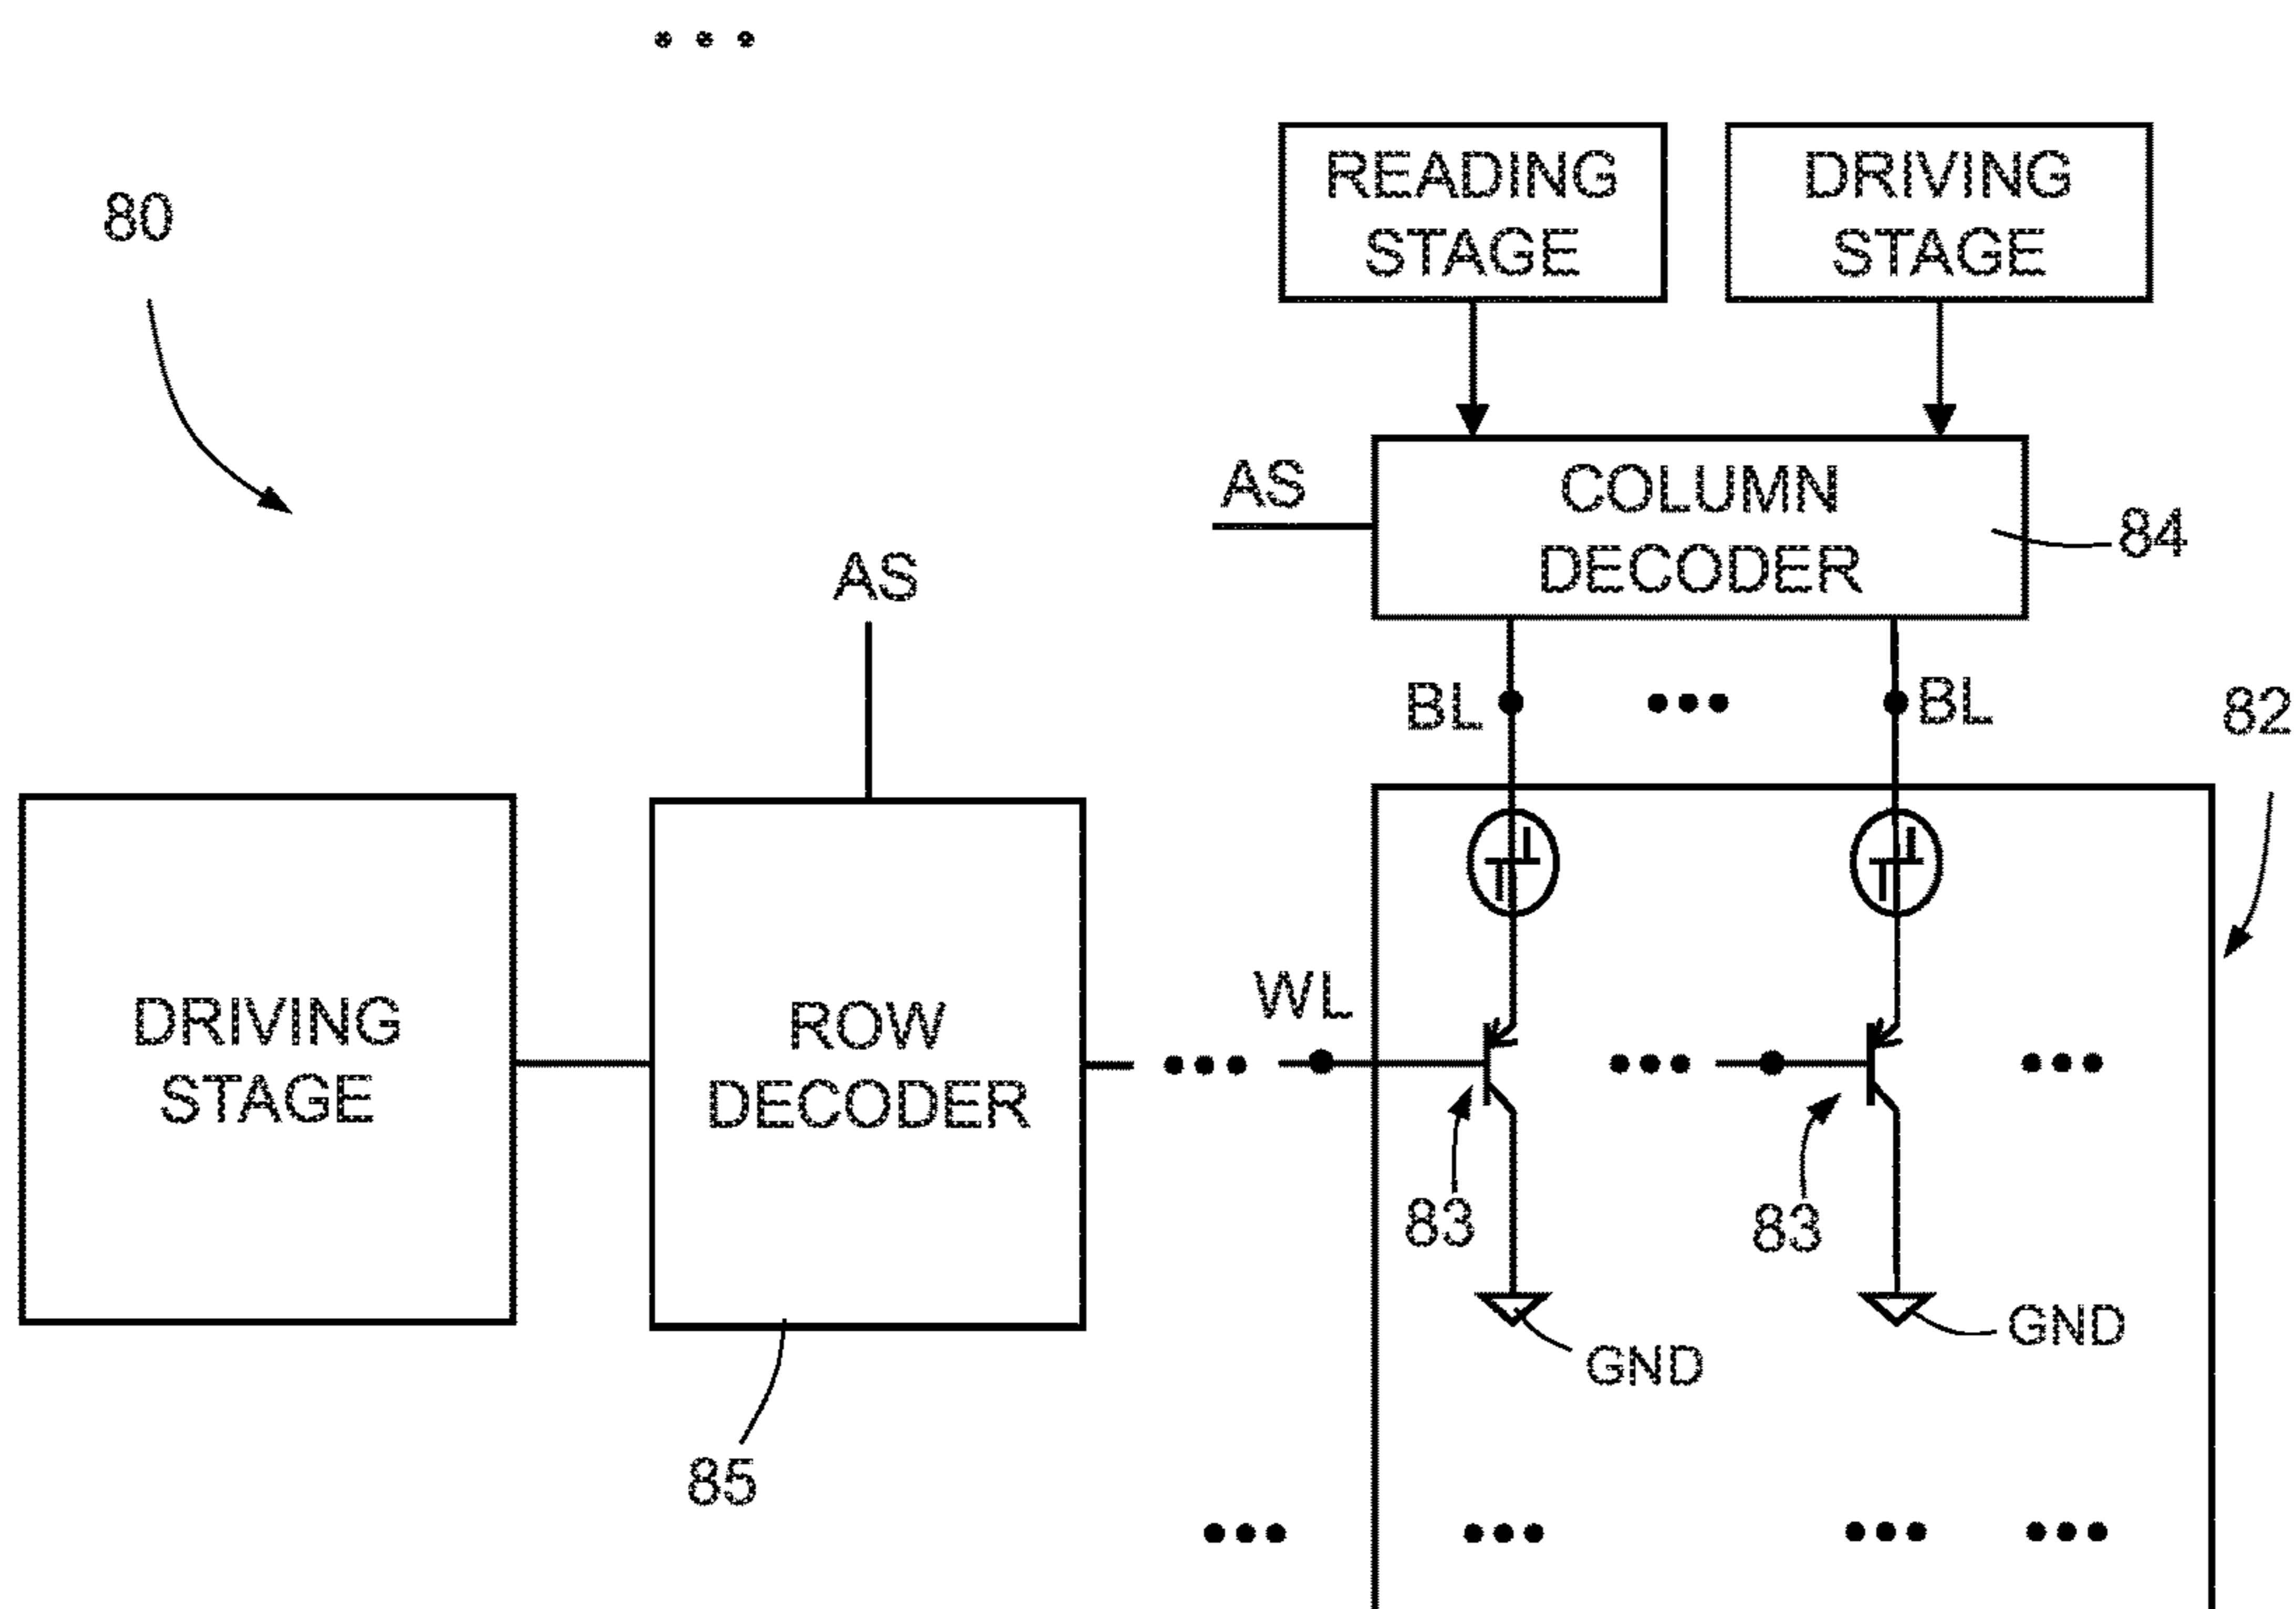 80
READING
STAGE
DRIVING
STAGE
AS
COLUMN
DECODER
84
AS
BL
BL
82
DRIVING
STAGE
ROW
DECODER
WL
83
83
GND
GND
85